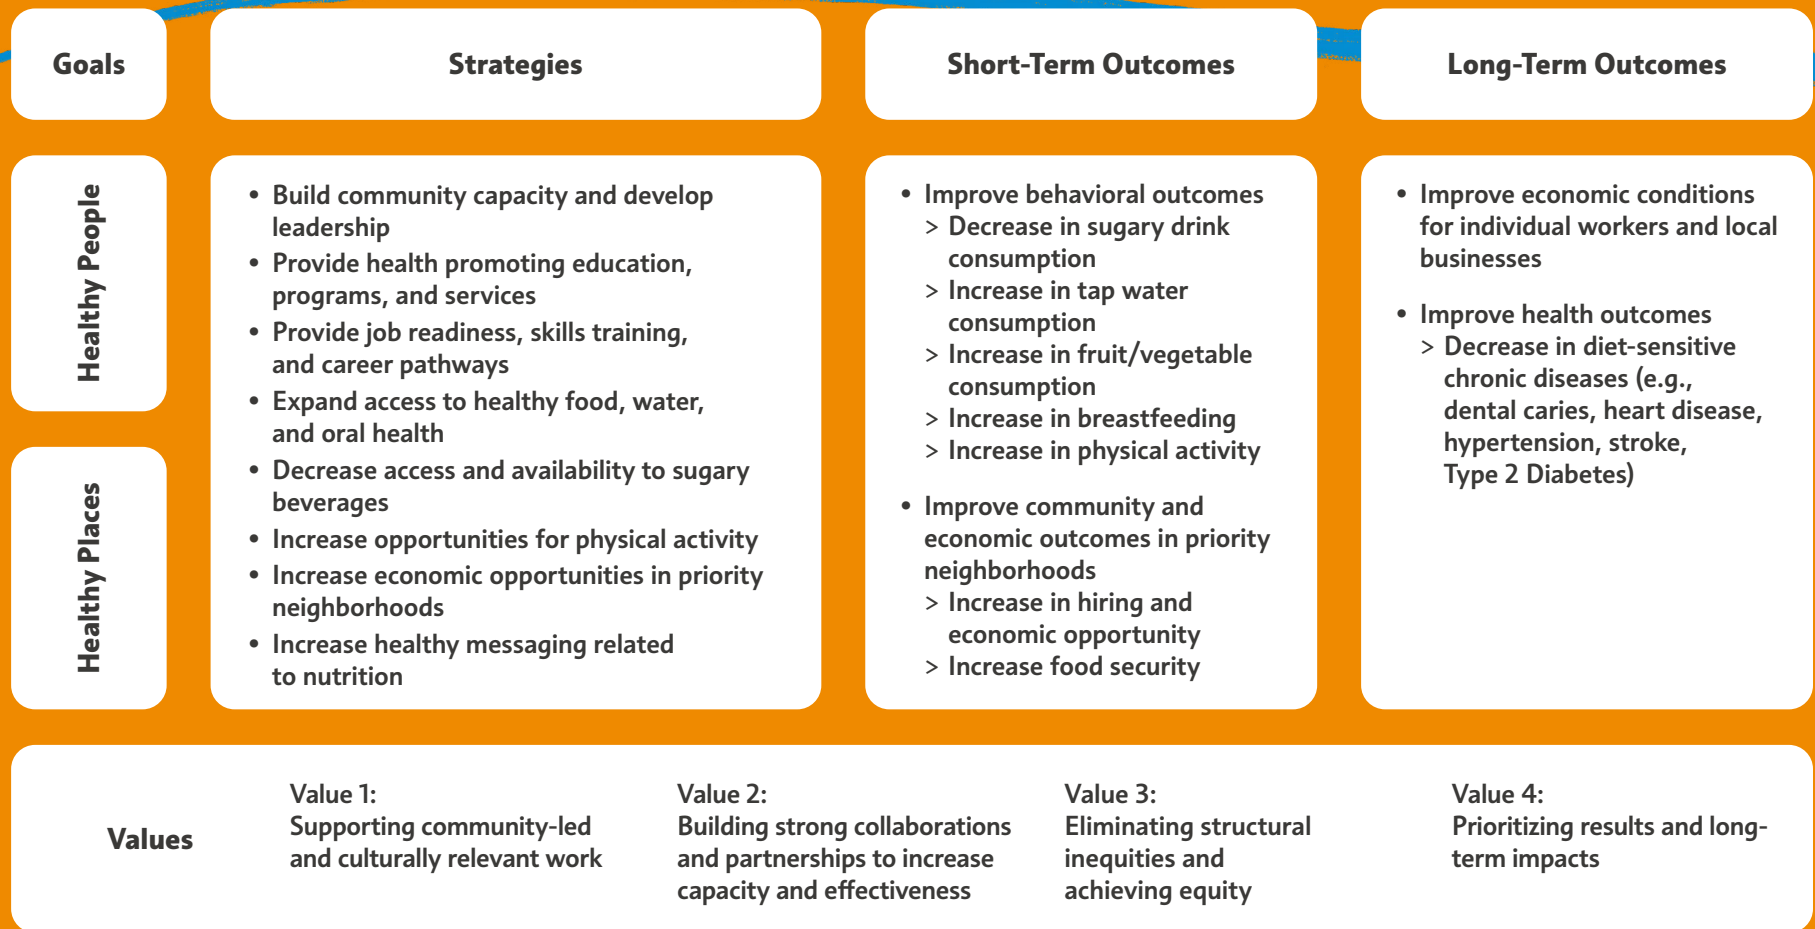 Goals
Strategies
Short-Term Outcomes
Long-Term Outcomes
Healthy People
Healthy Places
• Build community capacity and develop
leadership
• Provide health promoting education,
programs, and services
• Provide job readiness, skills training,
and career pathways
• Expand access to healthy food, water,
and oral health
• Decrease access and availability to sugary
beverages
• Increase opportunities for physical activity
• Increase economic opportunities in priority
neighborhoods
• Increase healthy messaging related
to nutrition
• Improve behavioral outcomes
> Decrease in sugary drink
consumption
> Increase in tap water
consumption
> Increase in fruit/vegetable
consumption
> Increase in breastfeeding
> Increase in physical activity
• Improve community and
economic outcomes in priority
neighborhoods
> Increase in hiring and
economic opportunity
> Increase food security
• Improve economic conditions
for individual workers and local
businesses
• Improve health outcomes
> Decrease in diet-sensitive
chronic diseases (e.g.,
dental caries, heart disease,
hypertension, stroke,
Type 2 Diabetes)
Values
Value 1:
Supporting community-led
and culturally relevant work
Value 2:
Building strong collaborations
and partnerships to increase
capacity and effectiveness
Value 3:
Eliminating structural
inequities and
achieving equity
Value 4:
Prioritizing results and long-
term impacts